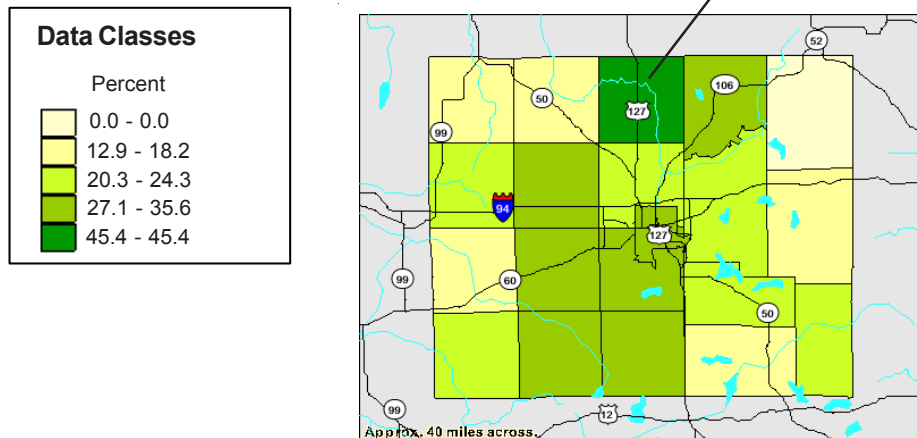 Data Classes
Percent
0.0 - 0.0
12.9 - 18.2
20.3 - 24.3
27.1 - 35.6
45.4 - 45.4
52
106
50
127
99
94
127
99
60
50
99
12
Approx. 40 miles across.